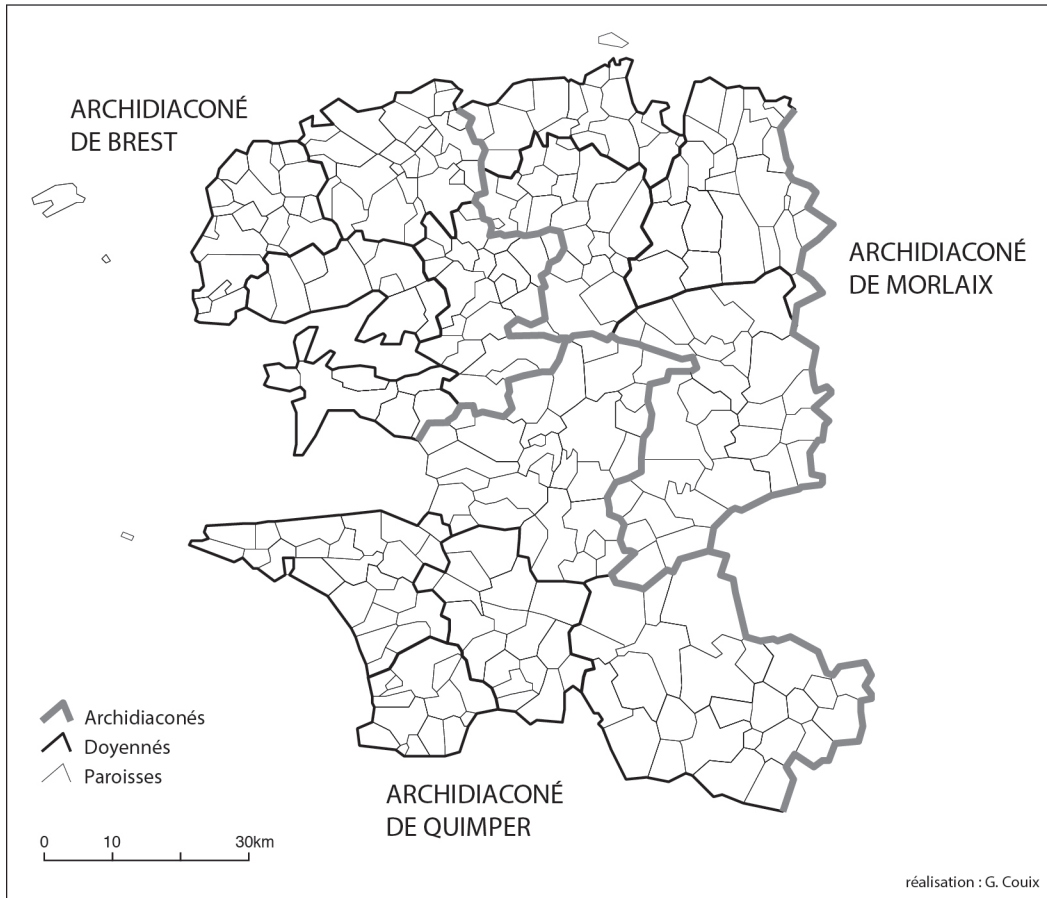 ARCHIDIACONÉ
DE BREST
ARCHIDIACONÉ
DE MORLAIX
Archidiaconés
Doyennés
Paroisses
ARCHIDIACONÉ
DE QUIMPER
0 10 30km
réalisation : G. Couix